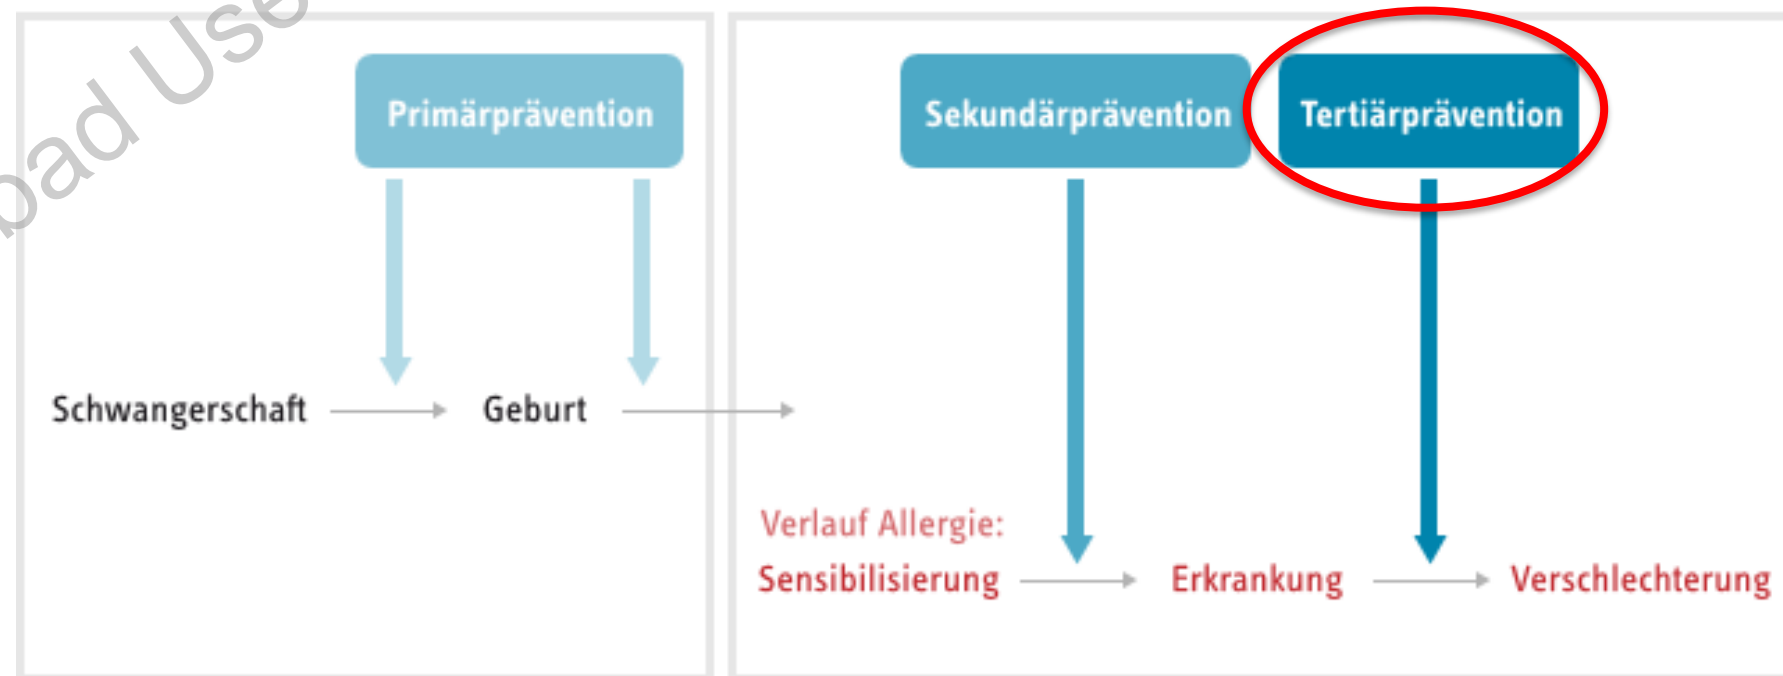 Primärprävention
Sekundärprävention
Tertiärprävention
Schwangerschaft
Geburt
Verlauf Allergie:
Sensibilisierung
Erkrankung
Verschlechterung